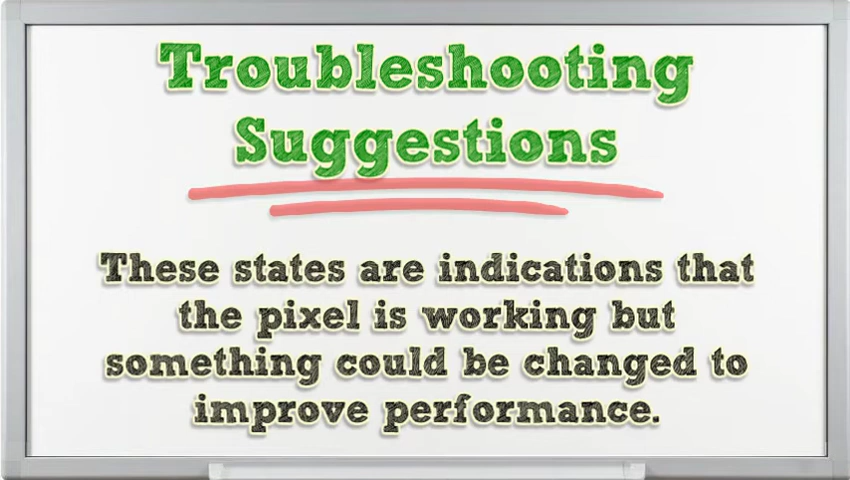 Troubleshooting
Suggestions
These states are indications that
the pixel is working but
something could be changed to
improve performance.